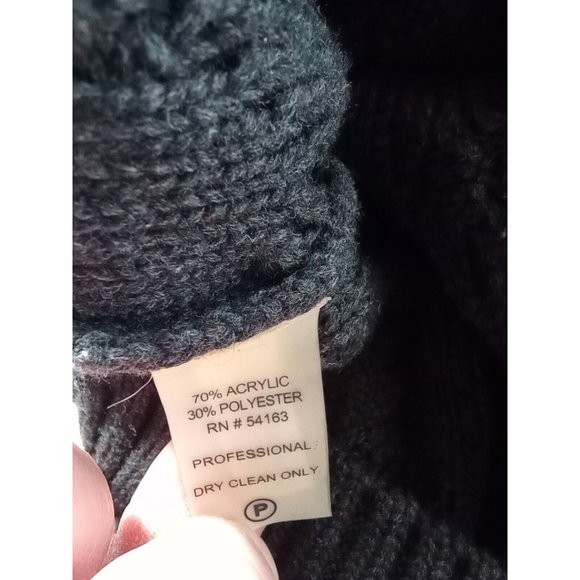 70% ACRYLIC
30% POLYESTER
RN # 54163
PROFESSIONAL
DRY CLEAN ONLY
P